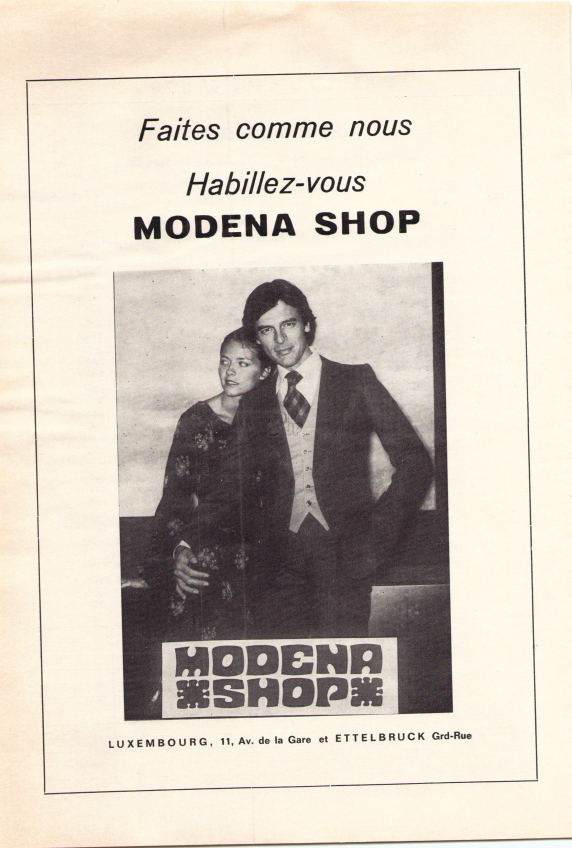 Faites comme nous
Habillez-vous
MODENA SHOP
MODENA
SHOP
LUXEMBOURG, 11, Av. de la Gare et ETTELBRUCK Grd-Rue